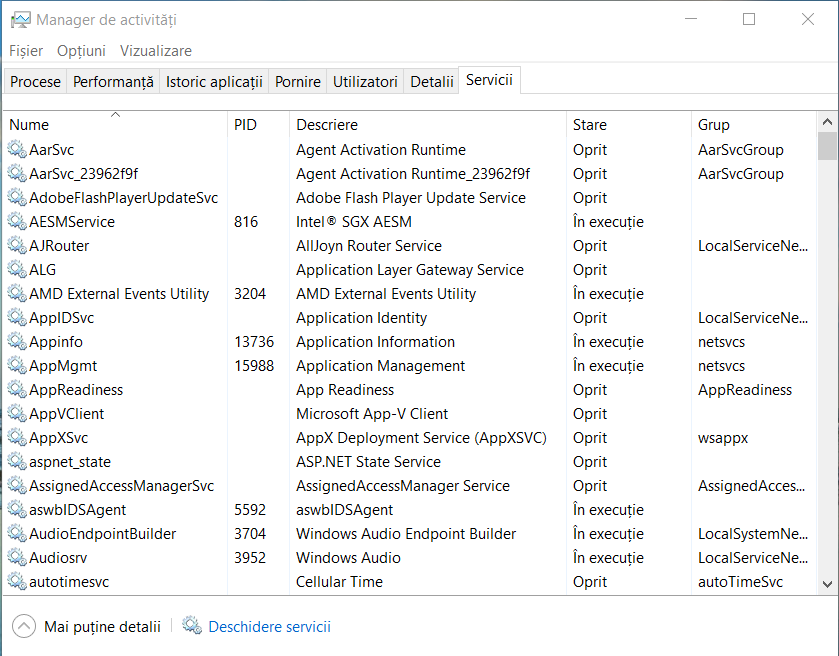 Manager de activități
Fișier Opțiuni Vizualizare
Procese Performanță Istoric aplicații Pornire Utilizatori Detalii Servicii
Nume PID Descriere Stare Grup
AarSvc Agent Activation Runtime Oprit AarSvcGroup
AarSvc_23962f9f Agent Activation Runtime_23962f9f Oprit AarSvcGroup
AdobeFlashPlayerUpdateSvc Adobe Flash Player Update Service Oprit
AESMService 816 Intel® SGX AESM În execuție
AJRouter AllJoyn Router Service Oprit LocalServiceNe...
ALG Application Layer Gateway Service Oprit
AMD External Events Utility 3204 AMD External Events Utility În execuție
AppIDSvc Application Identity Oprit LocalServiceNe...
Appinfo 13736 Application Information În execuție netsvcs
AppMgmt 15988 Application Management În execuție netsvcs
AppReadiness App Readiness Oprit AppReadiness
AppVClient Microsoft App-V Client Oprit
AppXSvc AppX Deployment Service (AppXSVC) Oprit wsappx
aspnet_state ASP.NET State Service Oprit
AssignedAccessManagerSvc AssignedAccessManager Service Oprit AssignedAcces...
aswbIDSAgent 5592 aswbIDSAgent În execuție
AudioEndpointBuilder 3704 Windows Audio Endpoint Builder În execuție LocalSystemNe...
Audiosrv 3952 Windows Audio În execuție LocalServiceNe...
autotimesvc Cellular Time Oprit autoTimeSvc
Mai puține detalii Deschidere servicii